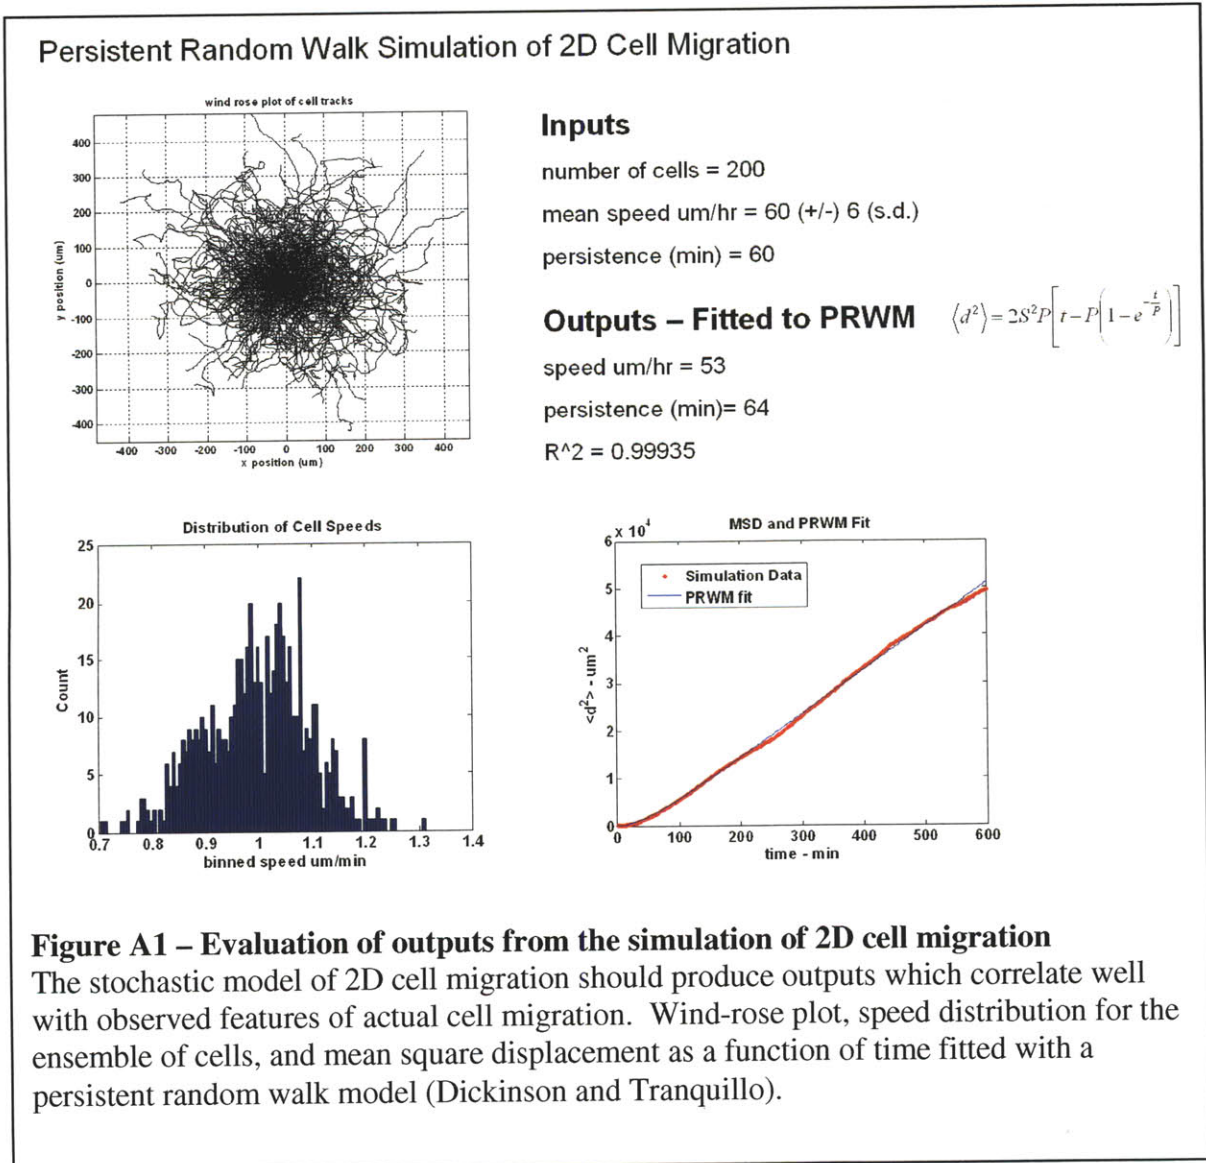 Persistent Random Walk Simulation of 2D Cell Migration
wind rose plot of cell tracks
400
300
200
100
0
-100
-200
-300
-400
y position (um)
-400 -300 -200 -100 0 100 200 300 400
x position (um)
Inputs
number of cells = 200
mean speed um/hr = 60 (+/-) 6 (s.d.)
persistence (min) = 60
Outputs – Fitted to PRWM
⟨d²⟩ = 2S²P[t − P(1 − e^(−t/P))]
speed um/hr = 53
persistence (min)= 64
R^2 = 0.99935
Distribution of Cell Speeds
25
20
15
10
5
0
Count
0.7 0.8 0.9 1 1.1 1.2 1.3 1.4
binned speed um/min
MSD and PRWM Fit
x 10⁴
6
5
4
3
2
1
0
<d²> - um²
Simulation Data
PRWM fit
0 100 200 300 400 500 600
time - min
Figure A1 – Evaluation of outputs from the simulation of 2D cell migration
The stochastic model of 2D cell migration should produce outputs which correlate well
with observed features of actual cell migration. Wind-rose plot, speed distribution for the
ensemble of cells, and mean square displacement as a function of time fitted with a
persistent random walk model (Dickinson and Tranquillo).